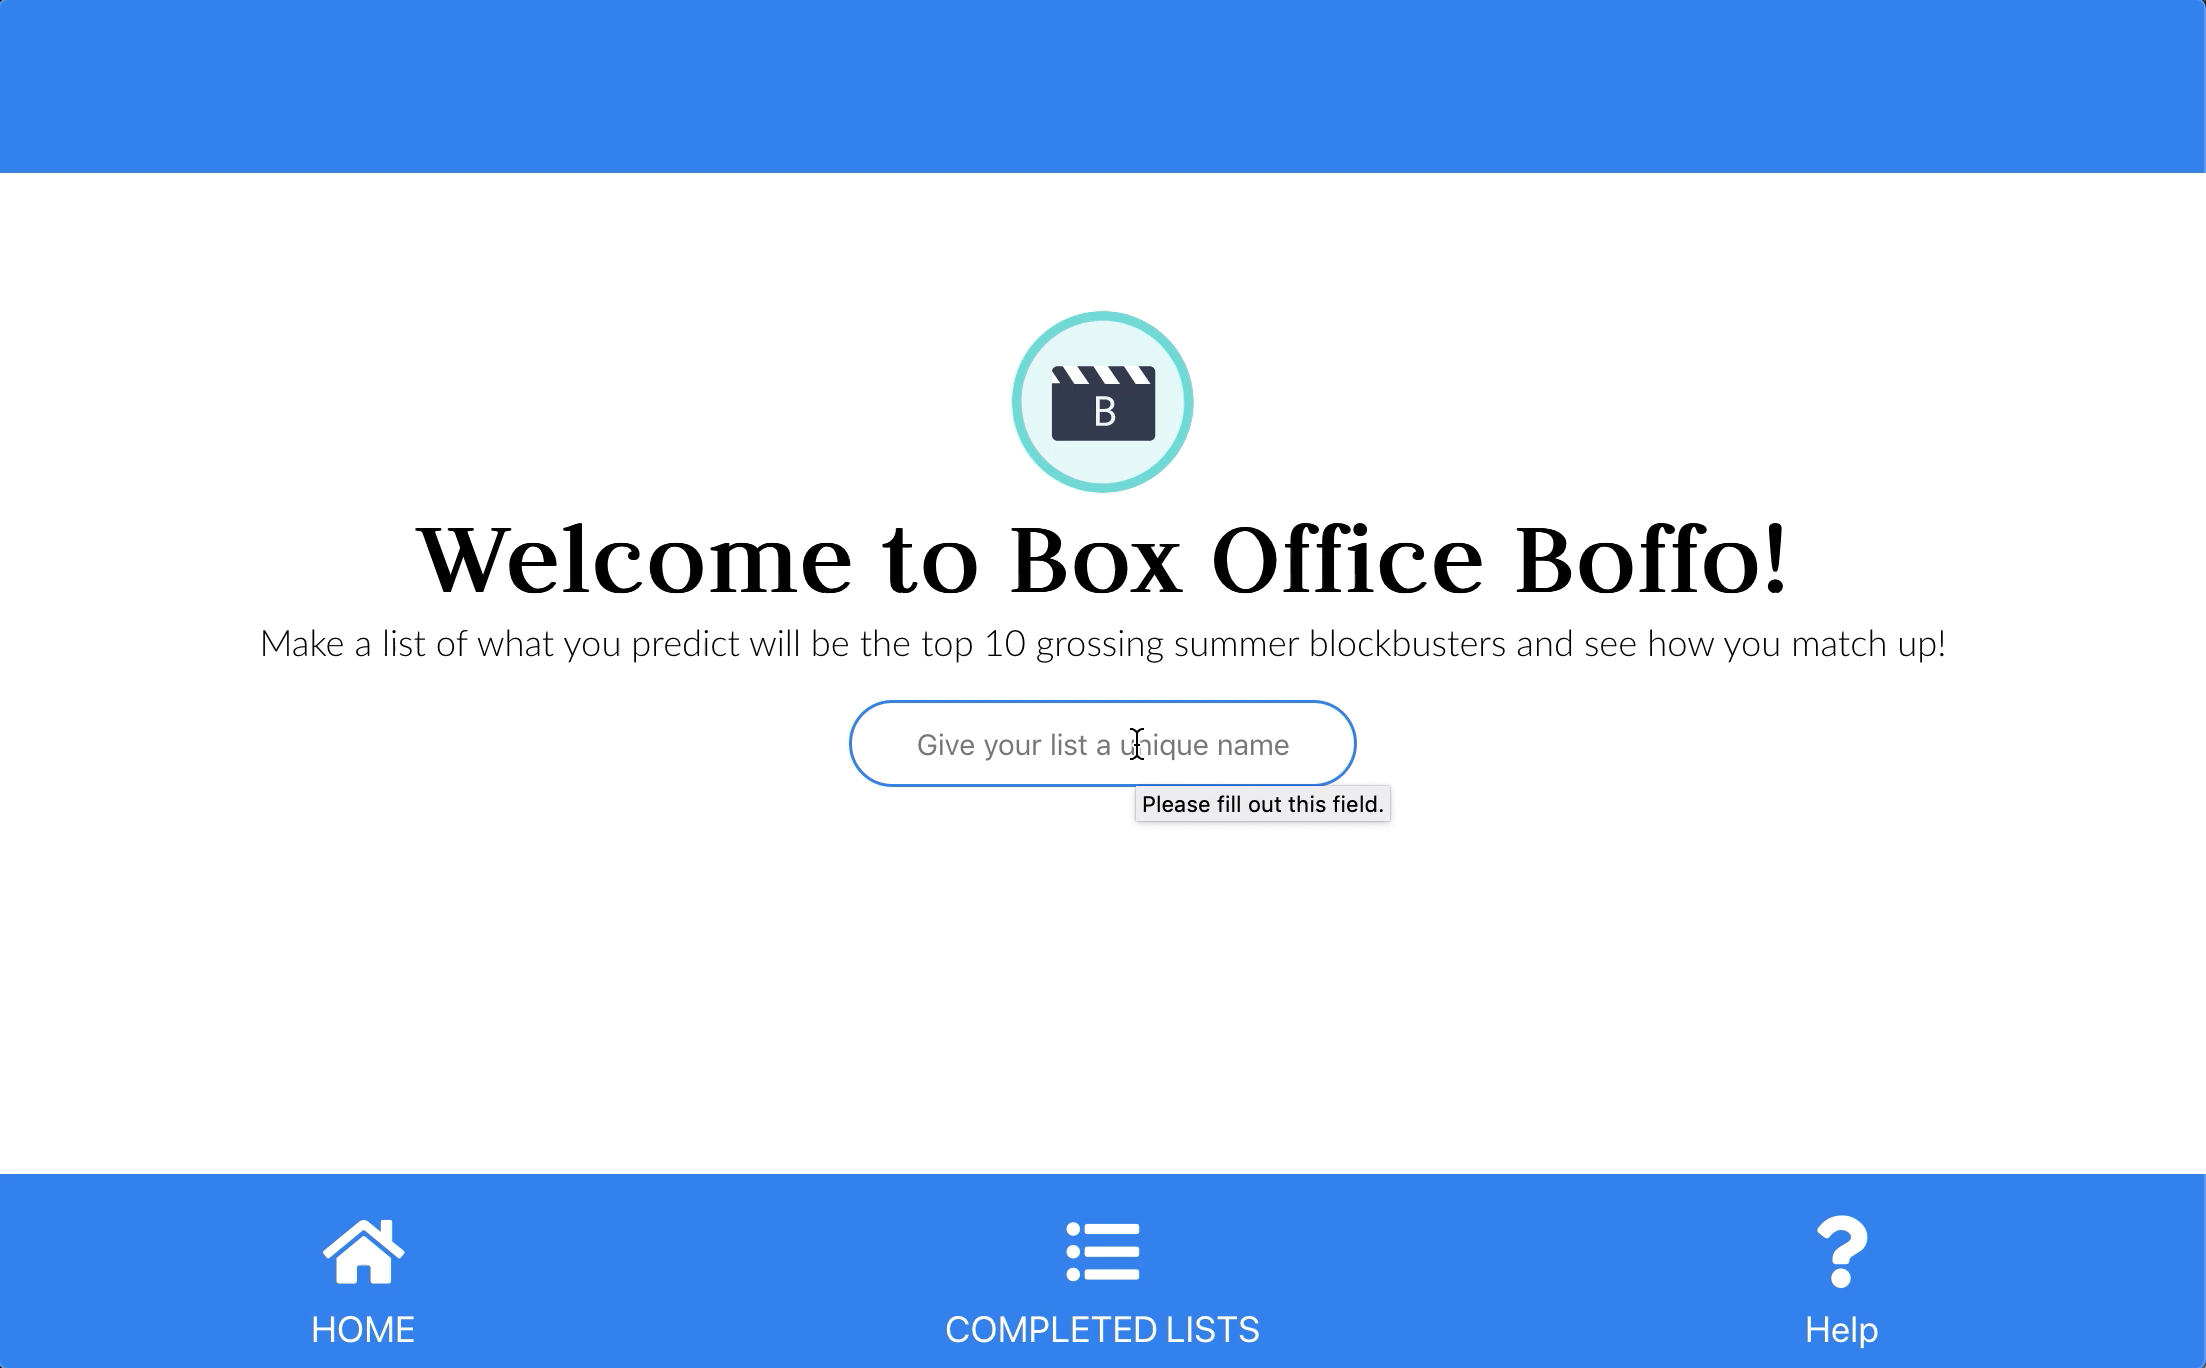 B
Welcome to Box Office Boffo!
Make a list of what you predict will be the top 10 grossing summer blockbusters and see how you match up!
Give your list a unique name
Please fill out this field.
HOME
COMPLETED LISTS
Help